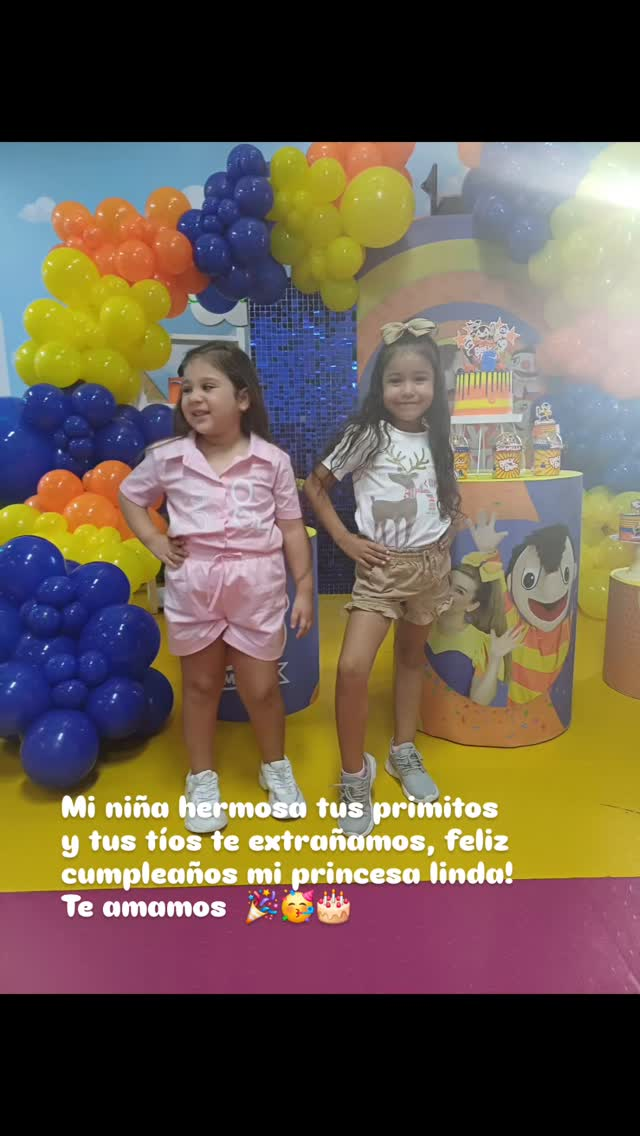 Mi niña hermosa tus primitos
y tus tíos te extrañamos, feliz
cumpleaños mi princesa linda!
Te amamos 🎉🥳🎂